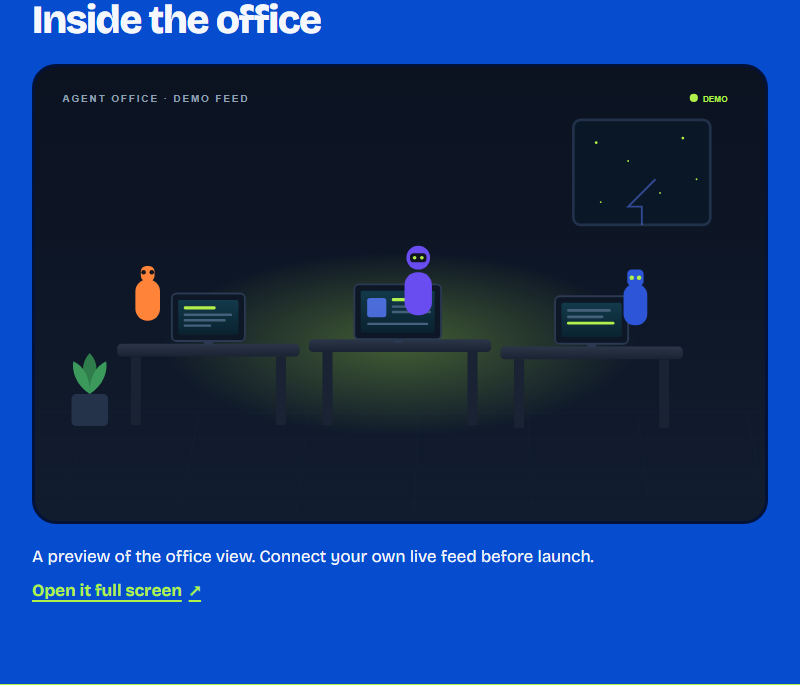 Inside the office
AGENT OFFICE · DEMO FEED
DEMO
A preview of the office view. Connect your own live feed before launch.
Open it full screen ↗